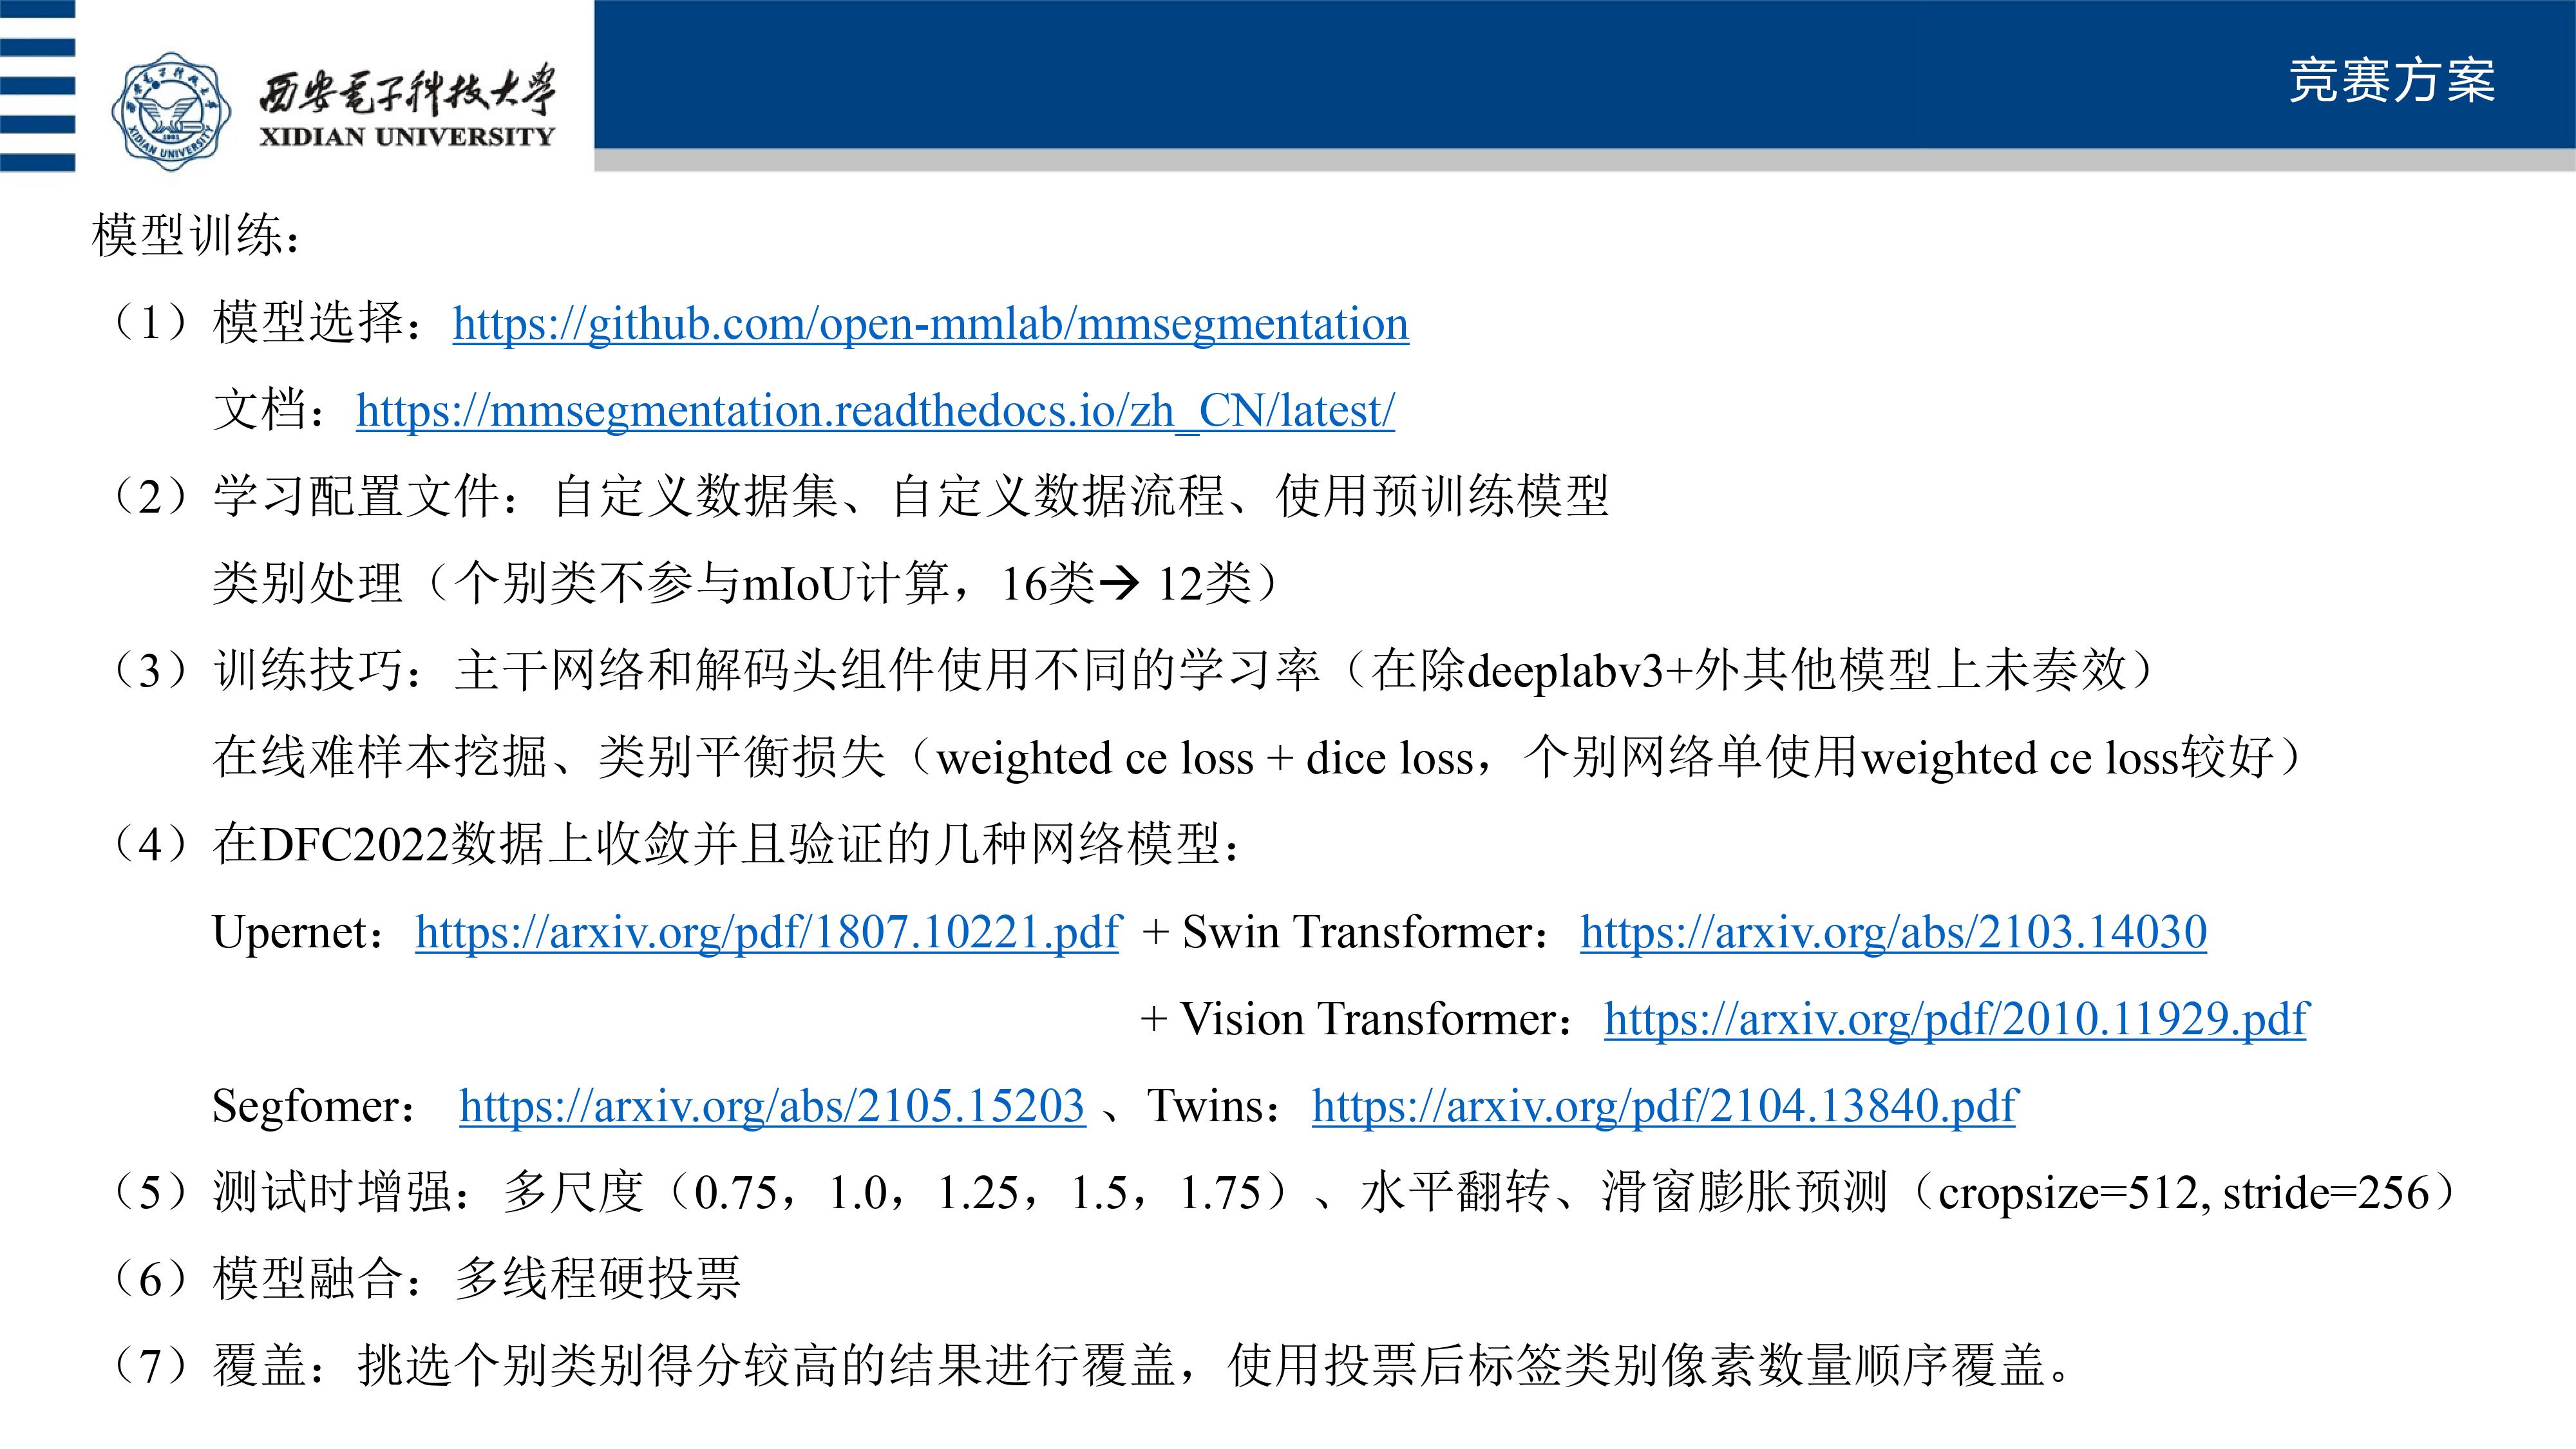 西安电子科技大学
XIDIAN UNIVERSITY
竞赛方案
模型训练：
（1）模型选择：https://github.com/open-mmlab/mmsegmentation
文档：https://mmsegmentation.readthedocs.io/zh_CN/latest/
（2）学习配置文件：自定义数据集、自定义数据流程、使用预训练模型
类别处理（个别类不参与mIoU计算，16类→ 12类）
（3）训练技巧：主干网络和解码头组件使用不同的学习率（在除deeplabv3+外其他模型上未奏效）
在线难样本挖掘、类别平衡损失（weighted ce loss + dice loss，个别网络单使用weighted ce loss较好）
（4）在DFC2022数据上收敛并且验证的几种网络模型：
Upernet：https://arxiv.org/pdf/1807.10221.pdf + Swin Transformer：https://arxiv.org/abs/2103.14030
+ Vision Transformer：https://arxiv.org/pdf/2010.11929.pdf
Segfomer： https://arxiv.org/abs/2105.15203 、Twins：https://arxiv.org/pdf/2104.13840.pdf
（5）测试时增强：多尺度（0.75，1.0，1.25，1.5，1.75）、水平翻转、滑窗膨胀预测（cropsize=512, stride=256）
（6）模型融合：多线程硬投票
（7）覆盖：挑选个别类别得分较高的结果进行覆盖，使用投票后标签类别像素数量顺序覆盖。